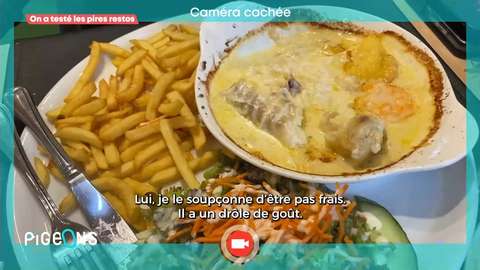 Caméra cachée
On a testé les pires restos
Lui, je le soupçonne d'être pas frais.
Il a un drôle de goût.
PiGEONS